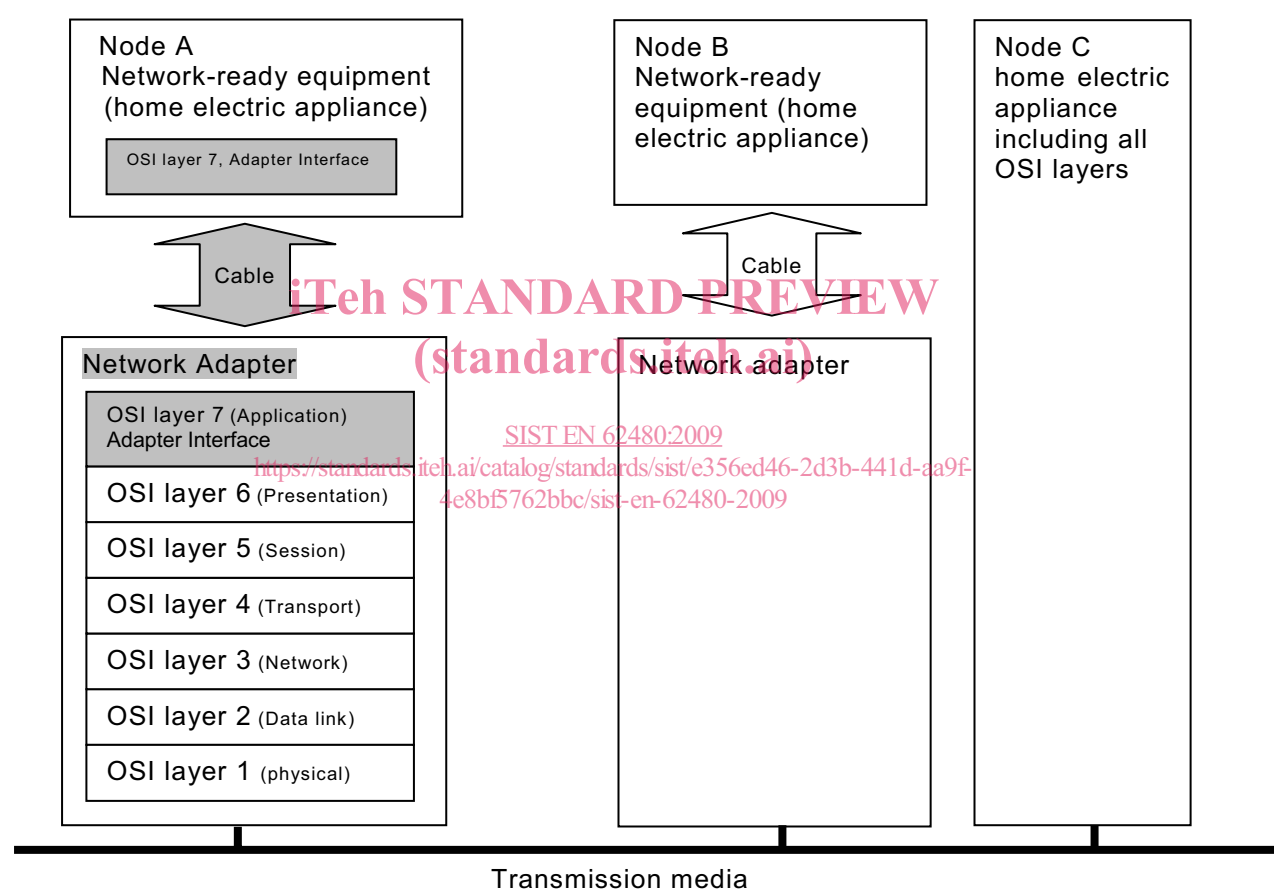 Node A
Network-ready equipment
(home electric appliance)
OSI layer 7, Adapter Interface
Cable
Network Adapter
OSI layer 7 (Application)
Adapter Interface
OSI layer 6 (Presentation)
OSI layer 5 (Session)
OSI layer 4 (Transport)
OSI layer 3 (Network)
OSI layer 2 (Data link)
OSI layer 1 (physical)
Node B
Network-ready
equipment (home
electric appliance)
Cable
Network adapter
Node C
home electric
appliance
including all
OSI layers
iTeh STANDARD PREVIEW
(standards.iteh.ai)
SIST EN 62480:2009
https://standards.iteh.ai/catalog/standards/sist/e356ed46-2d3b-441d-aa9f-
4e8bf5762bbc/sist-en-62480-2009
Transmission media